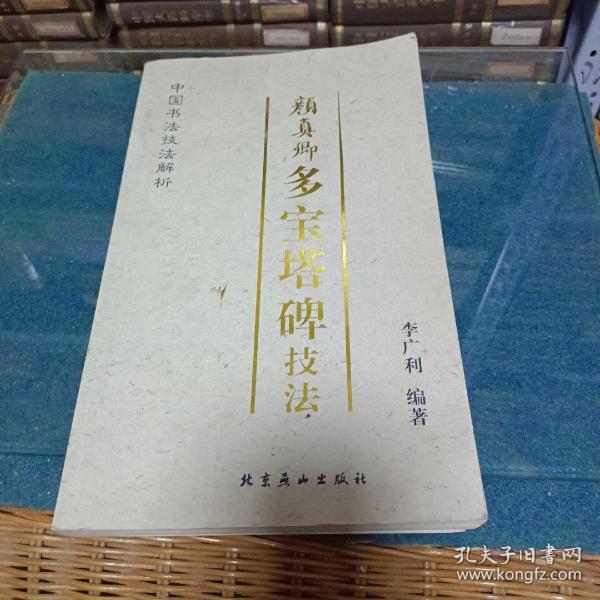 中国书法技法解析
颜真卿多宝塔碑技法
李广利 编著
北京燕山出版社
孔夫子旧书网
www.kongfz.com